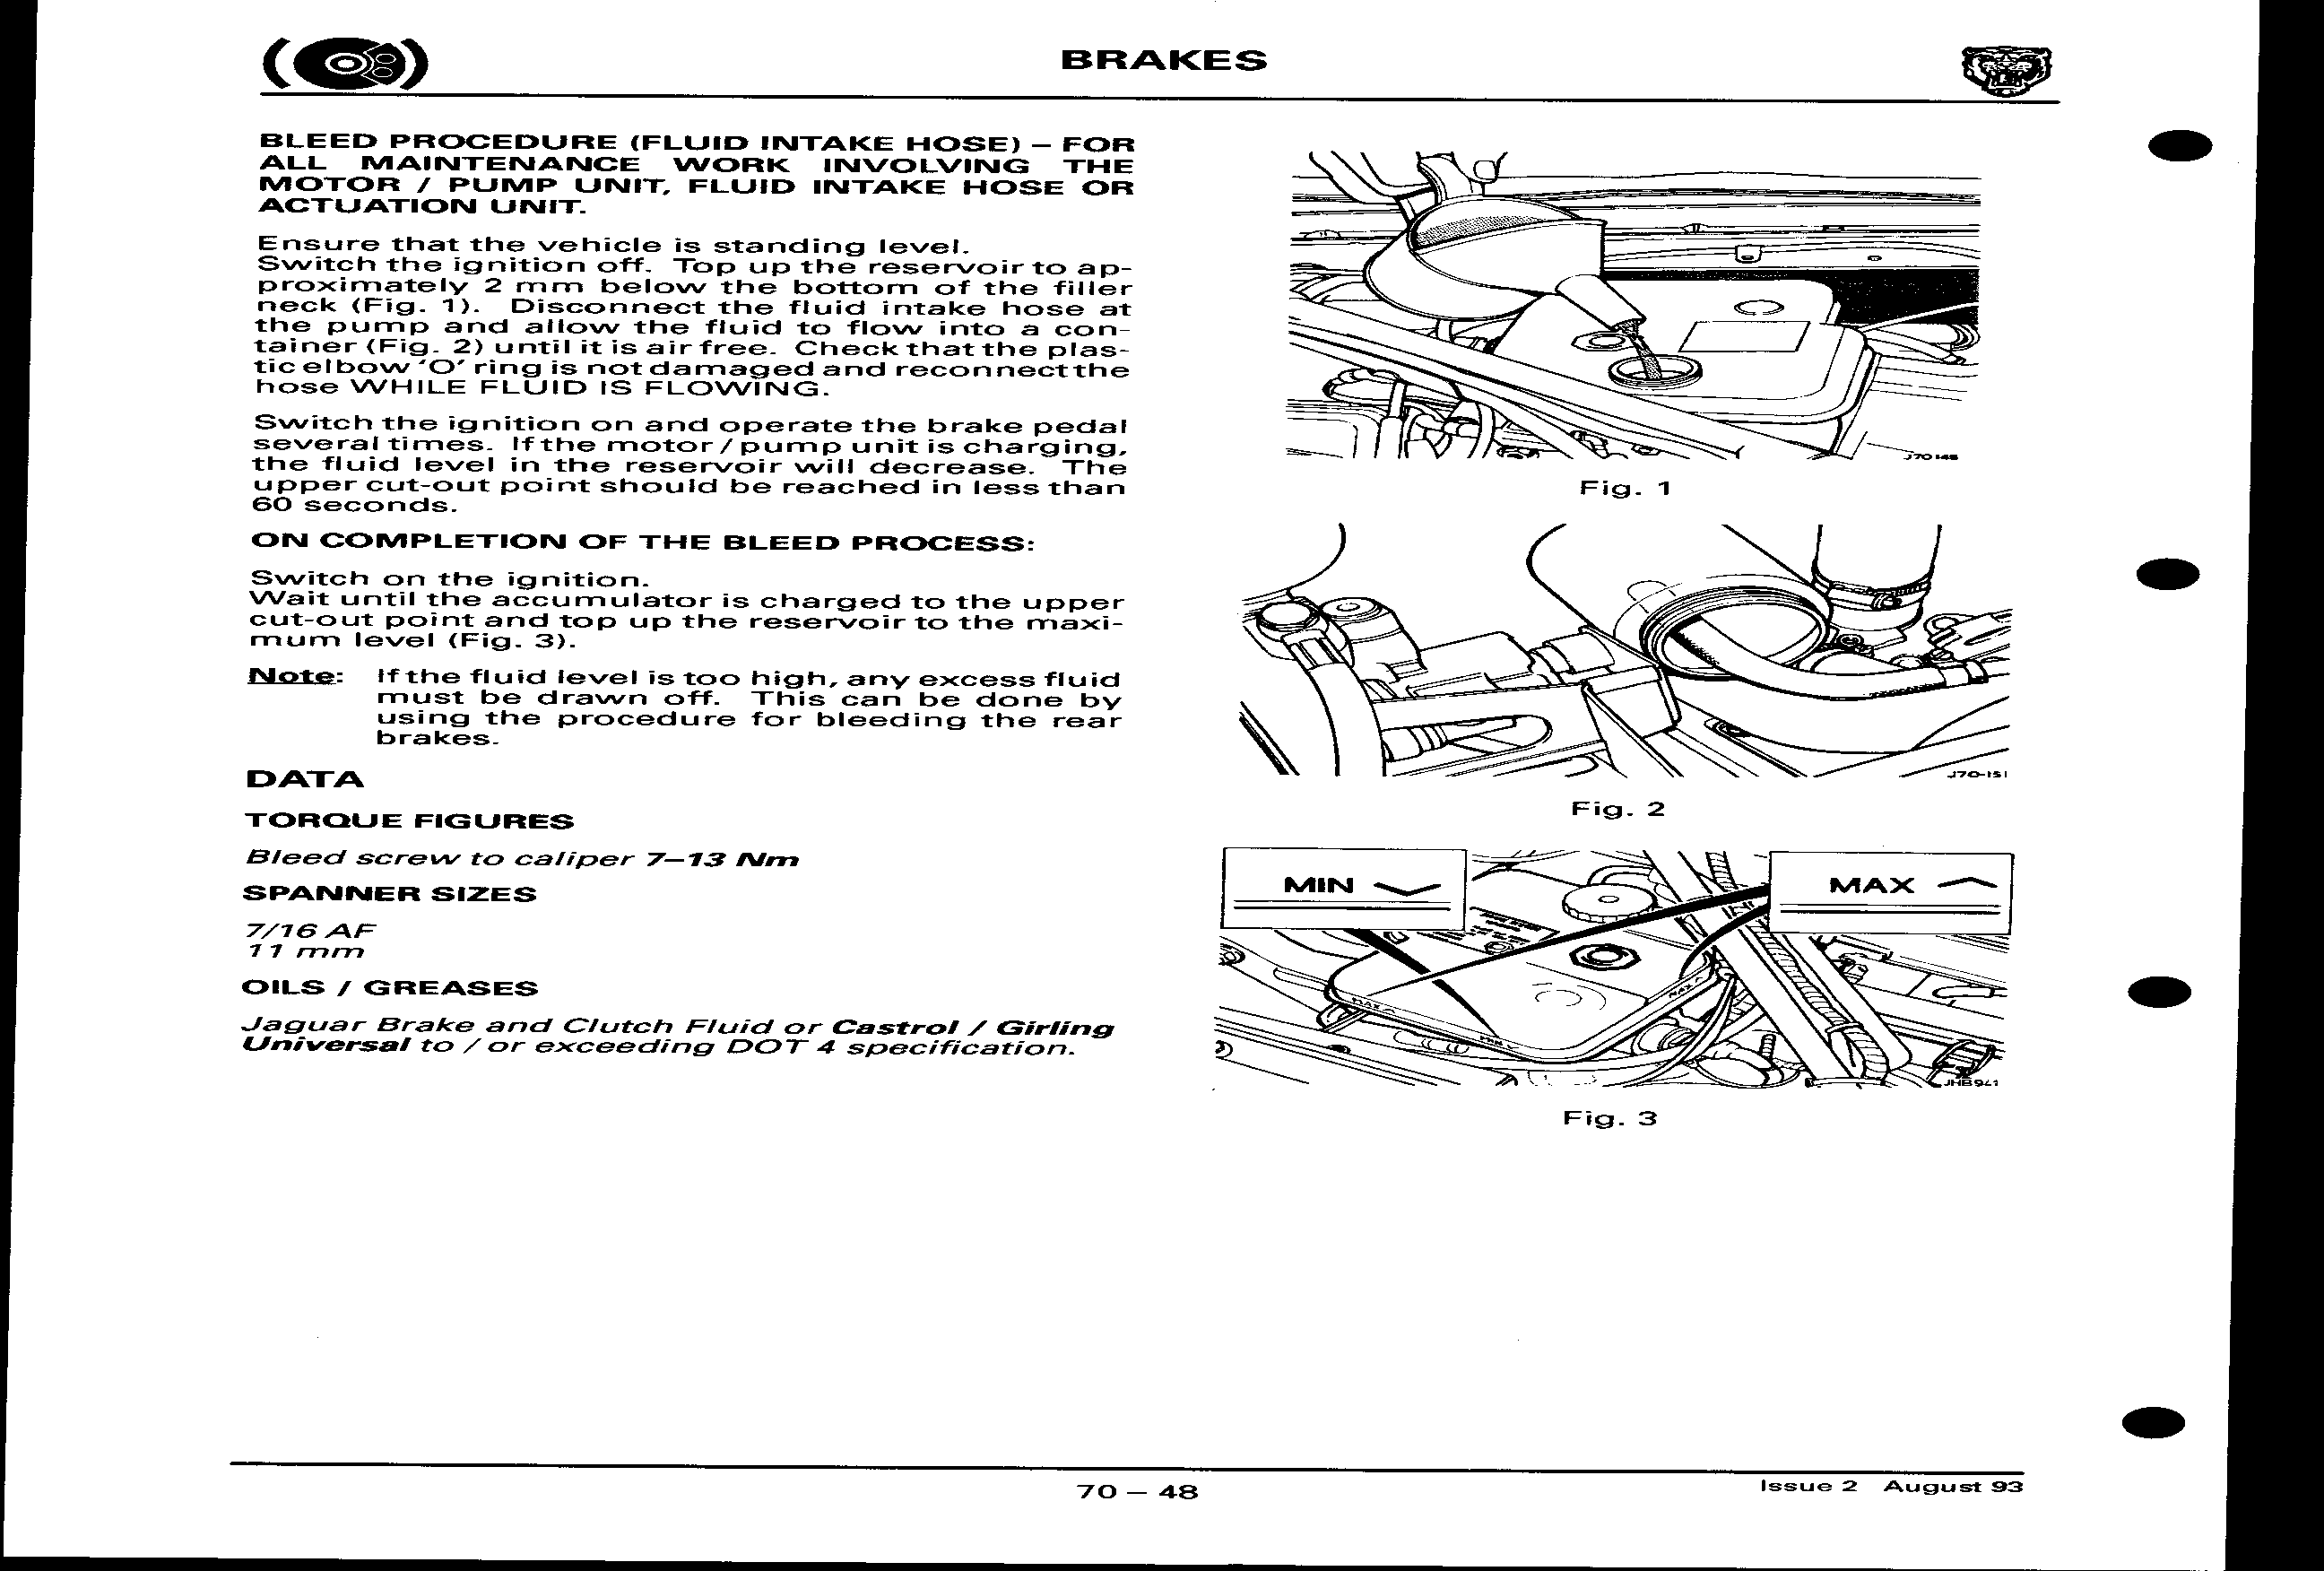 BRAKES
BLEED PROCEDURE (FLUID INTAKE HOSE) – FOR
ALL MAINTENANCE WORK INVOLVING THE
MOTOR / PUMP UNIT, FLUID INTAKE HOSE OR
ACTUATION UNIT.
Ensure that the vehicle is standing level.
Switch the ignition off. Top up the reservoir to ap-
proximately 2 mm below the bottom of the filler
neck (Fig. 1). Disconnect the fluid intake hose at
the pump and allow the fluid to flow into a con-
tainer (Fig. 2) until it is air free. Check that the plas-
tic elbow ‘O’ ring is not damaged and reconnect the
hose WHILE FLUID IS FLOWING.
Switch the ignition on and operate the brake pedal
several times. If the motor / pump unit is charging,
the fluid level in the reservoir will decrease. The
upper cut-out point should be reached in less than
60 seconds.
ON COMPLETION OF THE BLEED PROCESS:
Switch on the ignition.
Wait until the accumulator is charged to the upper
cut-out point and top up the reservoir to the maxi-
mum level (Fig. 3).
Note: If the fluid level is too high, any excess fluid
must be drawn off. This can be done by
using the procedure for bleeding the rear
brakes.
DATA
TORQUE FIGURES
Bleed screw to caliper 7–13 Nm
SPANNER SIZES
7/16 AF
11 mm
OILS / GREASES
Jaguar Brake and Clutch Fluid or Castrol / Girling
Universal to / or exceeding DOT 4 specification.
J70 148
Fig. 1
J70-151
Fig. 2
MIN
MAX
MAX
MAX
JHB941
Fig. 3
70 – 48
Issue 2 August 93